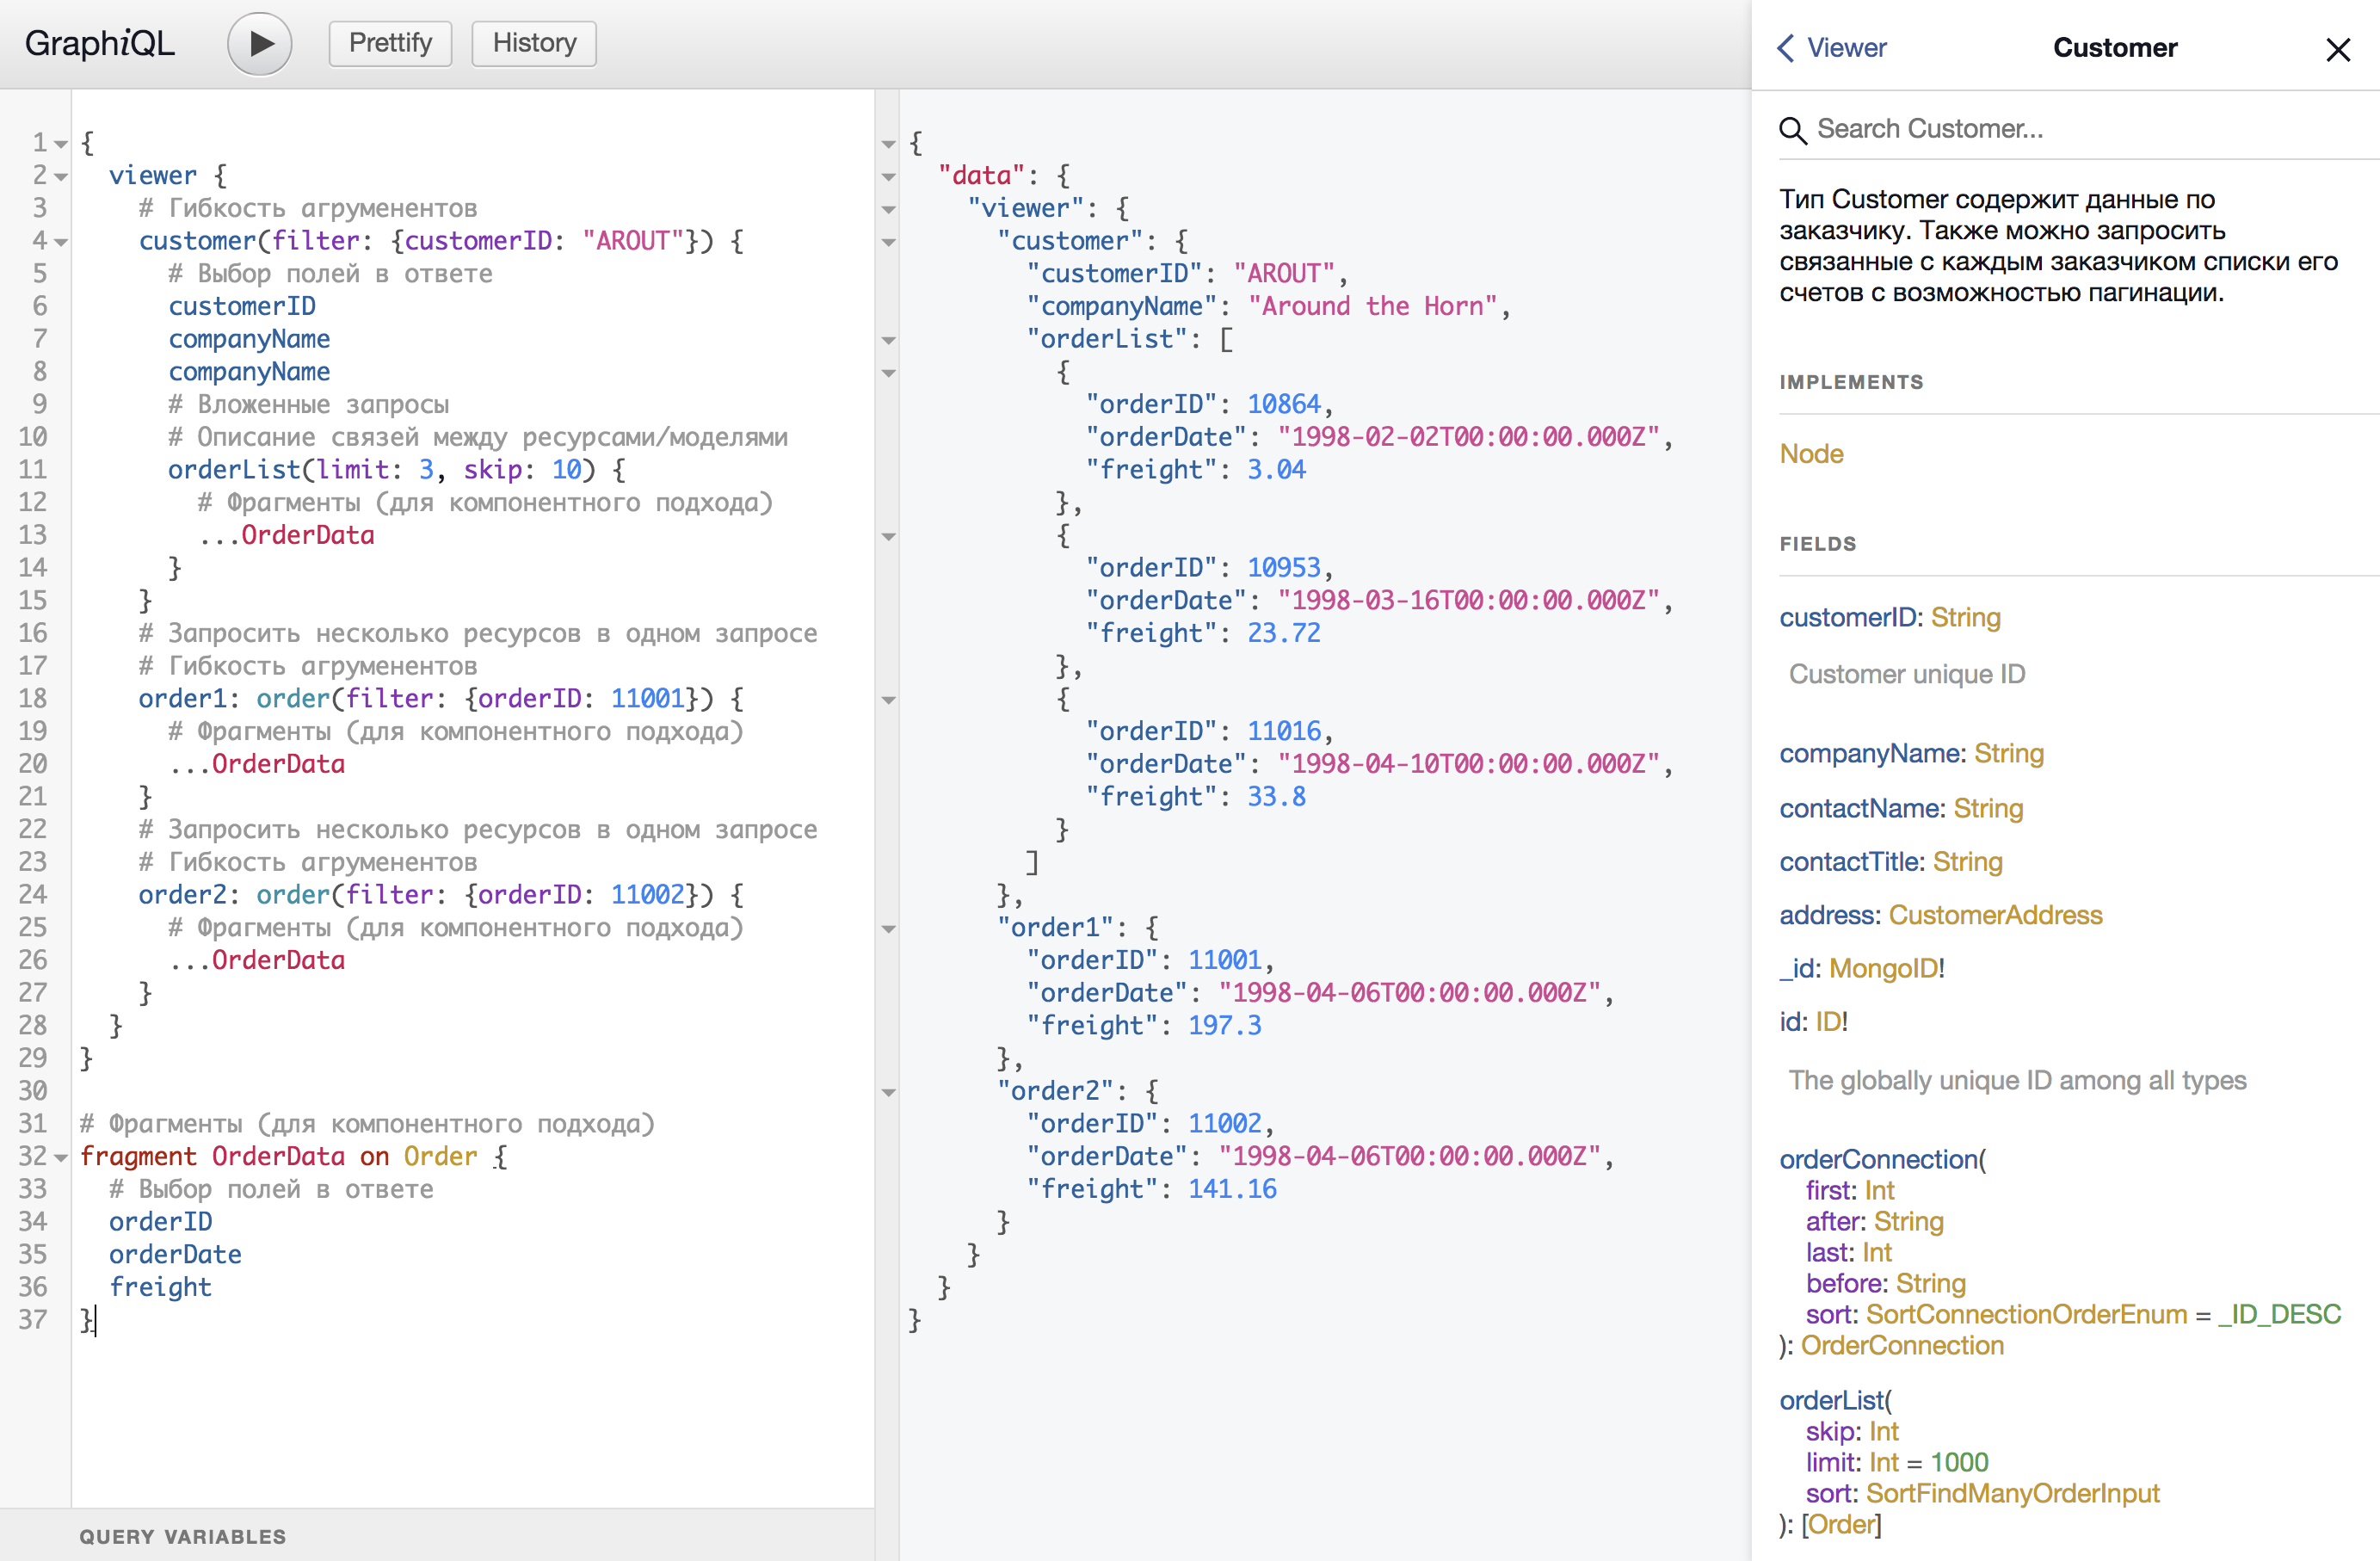 GraphiQL
Prettify
History
1 {
2   viewer {
3     # Гибкость агрументов
4     customer(filter: {customerID: "AROUT"}) {
5       # Выбор полей в ответе
6       customerID
7       companyName
8       companyName
9       # Вложенные запросы
10       # Описание связей между ресурсами/моделями
11       orderList(limit: 3, skip: 10) {
12         # Фрагменты (для компонентного подхода)
13         ...OrderData
14       }
15     }
16     # Запросить несколько ресурсов в одном запросе
17     # Гибкость агрументов
18     order1: order(filter: {orderID: 11001}) {
19       # Фрагменты (для компонентного подхода)
20       ...OrderData
21     }
22     # Запросить несколько ресурсов в одном запросе
23     # Гибкость агрументов
24     order2: order(filter: {orderID: 11002}) {
25       # Фрагменты (для компонентного подхода)
26       ...OrderData
27     }
28   }
29 }
30
31 # Фрагменты (для компонентного подхода)
32 fragment OrderData on Order {
33   # Выбор полей в ответе
34   orderID
35   orderDate
36   freight
37 }
QUERY VARIABLES
{
  "data": {
    "viewer": {
      "customer": {
        "customerID": "AROUT",
        "companyName": "Around the Horn",
        "orderList": [
          {
            "orderID": 10864,
            "orderDate": "1998-02-02T00:00:00.000Z",
            "freight": 3.04
          },
          {
            "orderID": 10953,
            "orderDate": "1998-03-16T00:00:00.000Z",
            "freight": 23.72
          },
          {
            "orderID": 11016,
            "orderDate": "1998-04-10T00:00:00.000Z",
            "freight": 33.8
          }
        ]
      },
      "order1": {
        "orderID": 11001,
        "orderDate": "1998-04-06T00:00:00.000Z",
        "freight": 197.3
      },
      "order2": {
        "orderID": 11002,
        "orderDate": "1998-04-06T00:00:00.000Z",
        "freight": 141.16
      }
    }
  }
}
Viewer
Customer
Search Customer...
Тип Customer содержит данные по
заказчику. Также можно запросить
связанные с каждым заказчиком списки его
счетов с возможностью пагинации.
IMPLEMENTS
Node
FIELDS
customerID: String
Customer unique ID
companyName: String
contactName: String
contactTitle: String
address: CustomerAddress
_id: MongoID!
id: ID!
The globally unique ID among all types
orderConnection(
first: Int
after: String
last: Int
before: String
sort: SortConnectionOrderEnum = _ID_DESC
): OrderConnection
orderList(
skip: Int
limit: Int = 1000
sort: SortFindManyOrderInput
): [Order]